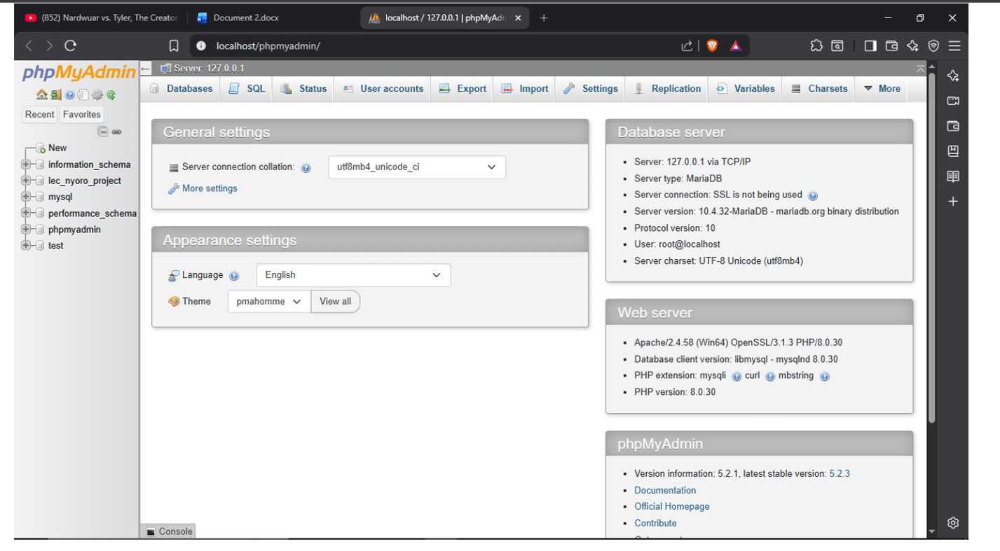 (852) Nardwuar vs. Tyler, The Creator
Document 2.docx
localhost / 127.0.0.1 | phpMyAdn
localhost/phpmyadmin/
phpMyAdmin
Recent Favorites
New
information_schema
lec_nyoro_project
mysql
performance_schema
phpmyadmin
test
Server: 127.0.0.1
Databases SQL Status User accounts Export Import Settings Replication Variables Charsets More
General settings
Server connection collation: utf8mb4_unicode_ci
More settings
Appearance settings
Language English
Theme pmahomme View all
Database server
Server: 127.0.0.1 via TCP/IP
Server type: MariaDB
Server connection: SSL is not being used
Server version: 10.4.32-MariaDB - mariadb.org binary distribution
Protocol version: 10
User: root@localhost
Server charset: UTF-8 Unicode (utf8mb4)
Web server
Apache/2.4.58 (Win64) OpenSSL/3.1.3 PHP/8.0.30
Database client version: libmysql - mysqlnd 8.0.30
PHP extension: mysqli curl mbstring
PHP version: 8.0.30
phpMyAdmin
Version information: 5.2.1, latest stable version: 5.2.3
Documentation
Official Homepage
Contribute
Console